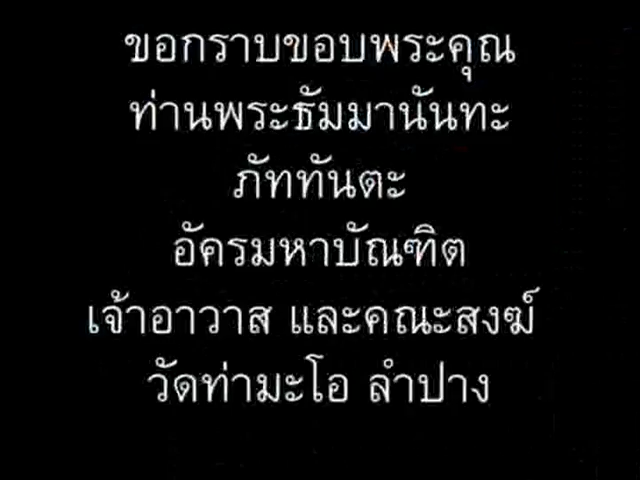 ขอกราบขอบพระคุณ
ท่านพระธัมมานันทะ
ภัททันตะ
อัครมหาบัณฑิต
เจ้าอาวาส และคณะสงฆ์
วัดท่ามะโอ ลำปาง